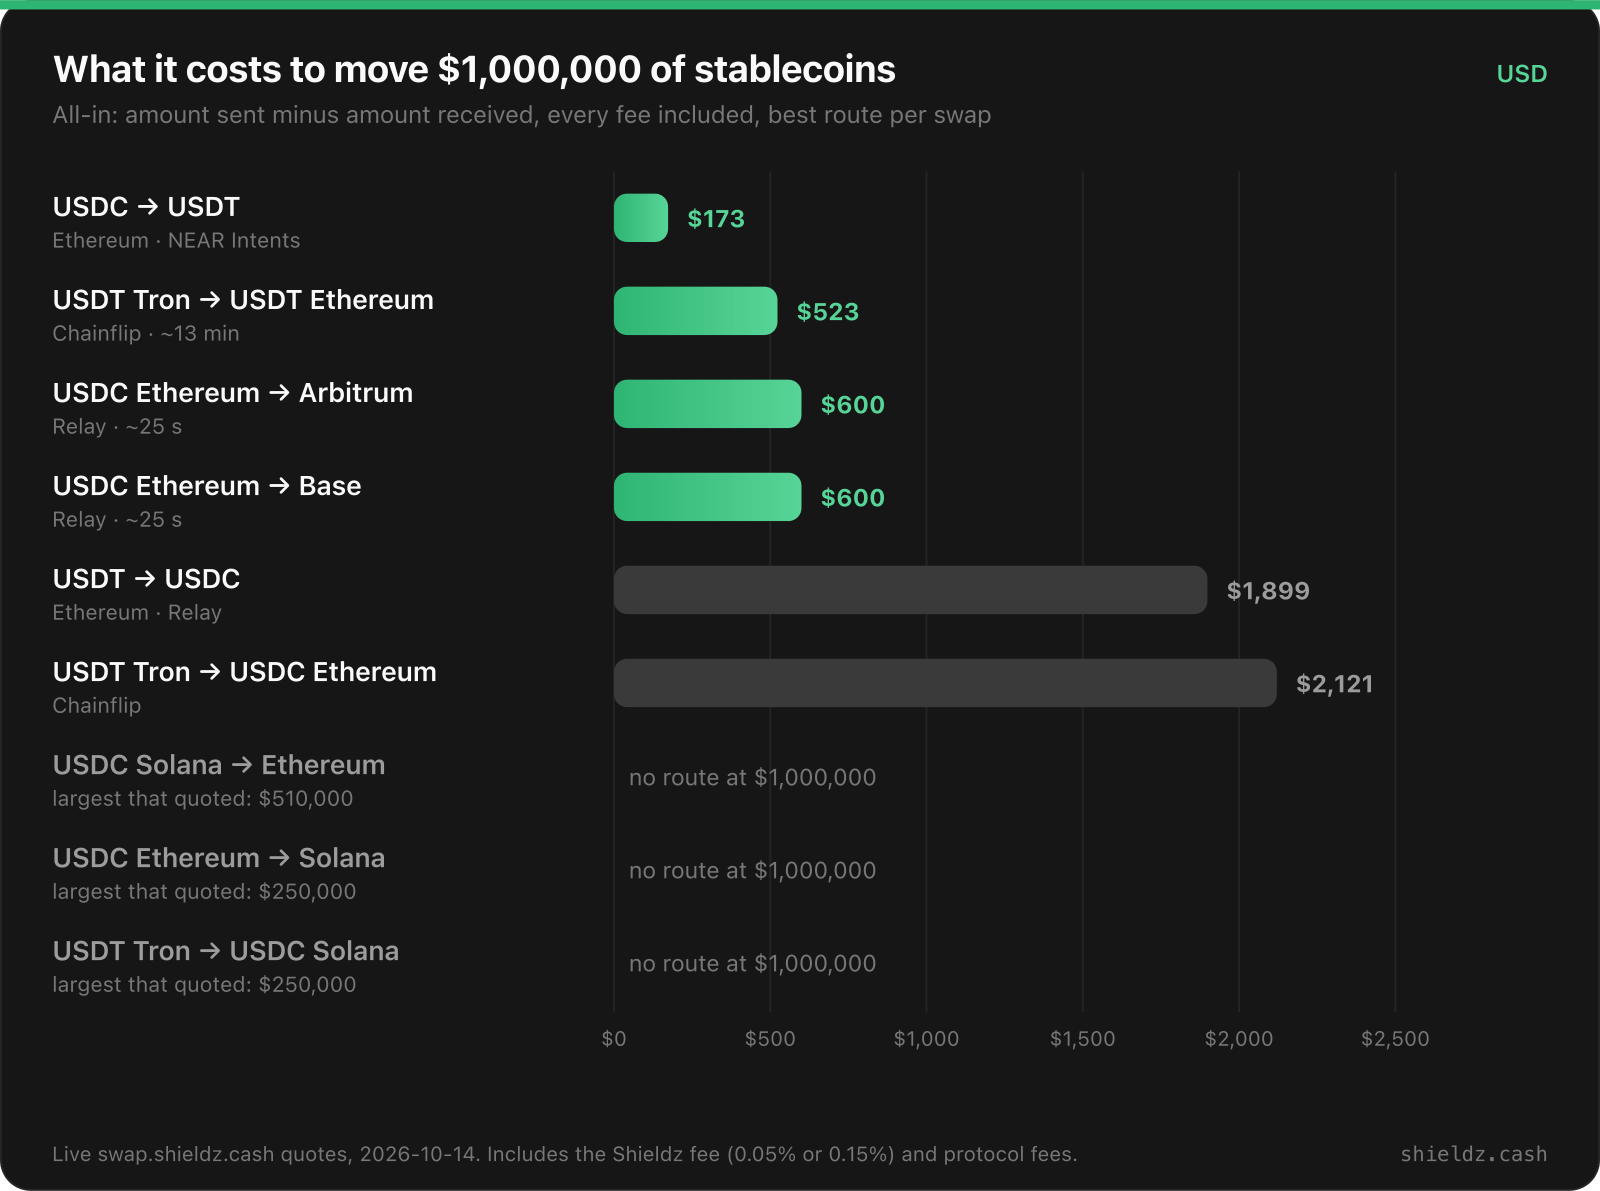 What it costs to move $1,000,000 of stablecoins
USD
All-in: amount sent minus amount received, every fee included, best route per swap
USDC → USDT
Ethereum · NEAR Intents
$173
USDT Tron → USDT Ethereum
Chainflip · ~13 min
$523
USDC Ethereum → Arbitrum
Relay · ~25 s
$600
USDC Ethereum → Base
Relay · ~25 s
$600
USDT → USDC
Ethereum · Relay
$1,899
USDT Tron → USDC Ethereum
Chainflip
$2,121
USDC Solana → Ethereum
largest that quoted: $510,000
no route at $1,000,000
USDC Ethereum → Solana
largest that quoted: $250,000
no route at $1,000,000
USDT Tron → USDC Solana
largest that quoted: $250,000
no route at $1,000,000
$0 $500 $1,000 $1,500 $2,000 $2,500
Live swap.shieldz.cash quotes, 2026-10-14. Includes the Shieldz fee (0.05% or 0.15%) and protocol fees.
shieldz.cash